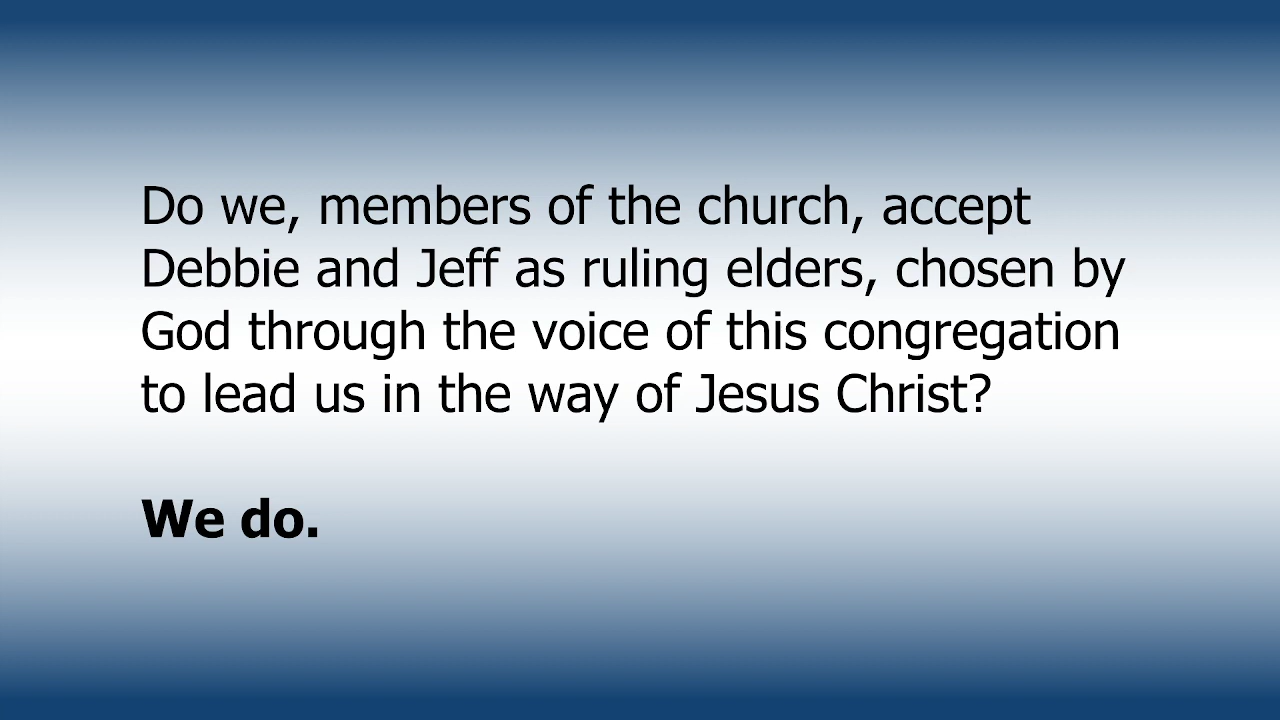 Do we, members of the church, accept
Debbie and Jeff as ruling elders, chosen by
God through the voice of this congregation
to lead us in the way of Jesus Christ?
We do.